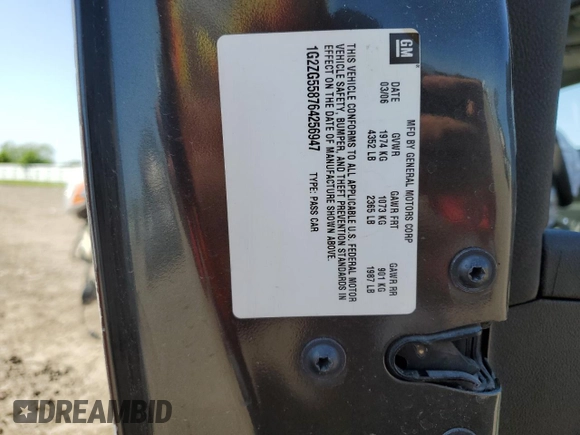 GM
MFD BY GENERAL MOTORS CORP
DATE GVWR GAWR FRT GAWR RR
03/06 1974 KG 1073 KG 901 KG
4352 LB 2365 LB 1987 LB
THIS VEHICLE CONFORMS TO ALL APPLICABLE U.S. FEDERAL MOTOR
VEHICLE SAFETY, BUMPER, AND THEFT PREVENTION STANDARDS IN
EFFECT ON THE DATE OF MANUFACTURE SHOWN ABOVE.
1G2ZG558764256947 TYPE: PASS CAR
DREAMBID